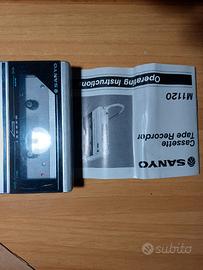 SANYO
Operating Instruction
M1120
Cassette
Tape Recorder
SANYO
subito